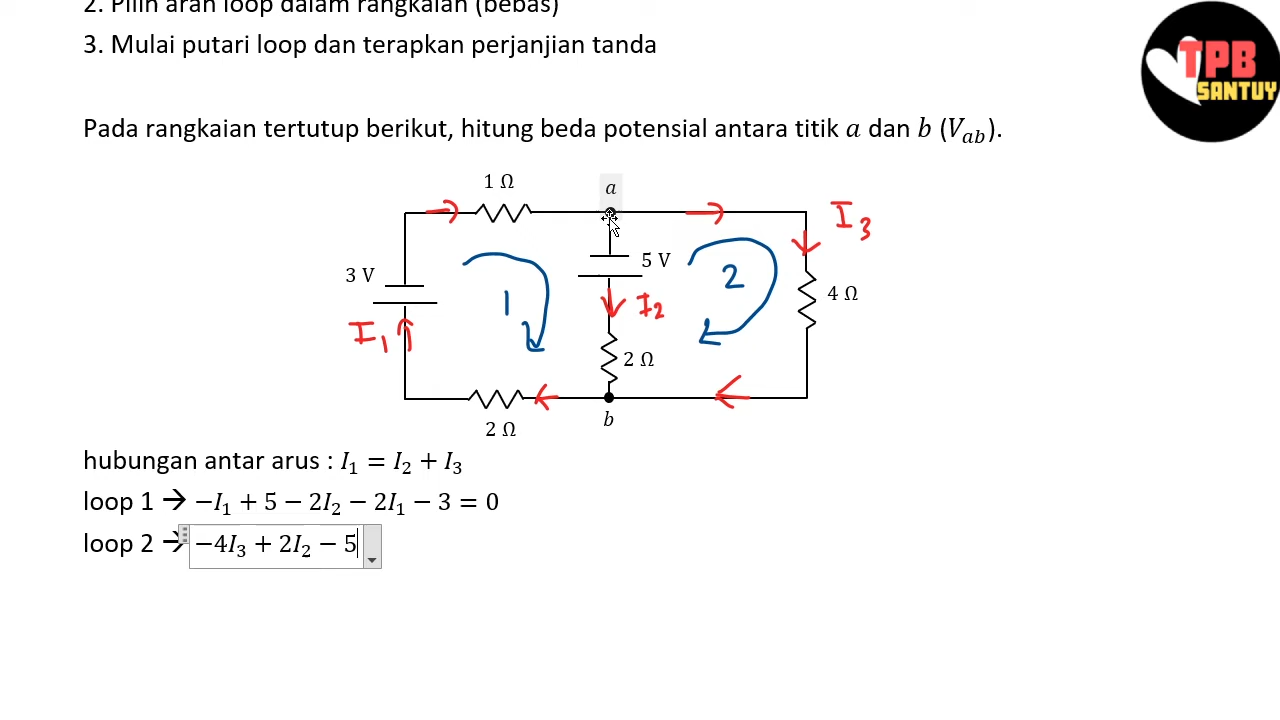 2. Pilih arah loop dalam rangkaian (bebas)
3. Mulai putari loop dan terapkan perjanjian tanda
TPB
SANTUY
Pada rangkaian tertutup berikut, hitung beda potensial antara titik a dan b (Vₐb).
1 Ω
a
I₃
3 V
5 V
2
4 Ω
1
I₂
I₁
2 Ω
2 Ω
b
hubungan antar arus : I₁ = I₂ + I₃
loop 1 → −I₁ + 5 − 2I₂ − 2I₁ − 3 = 0
loop 2 → −4I₃ + 2I₂ − 5